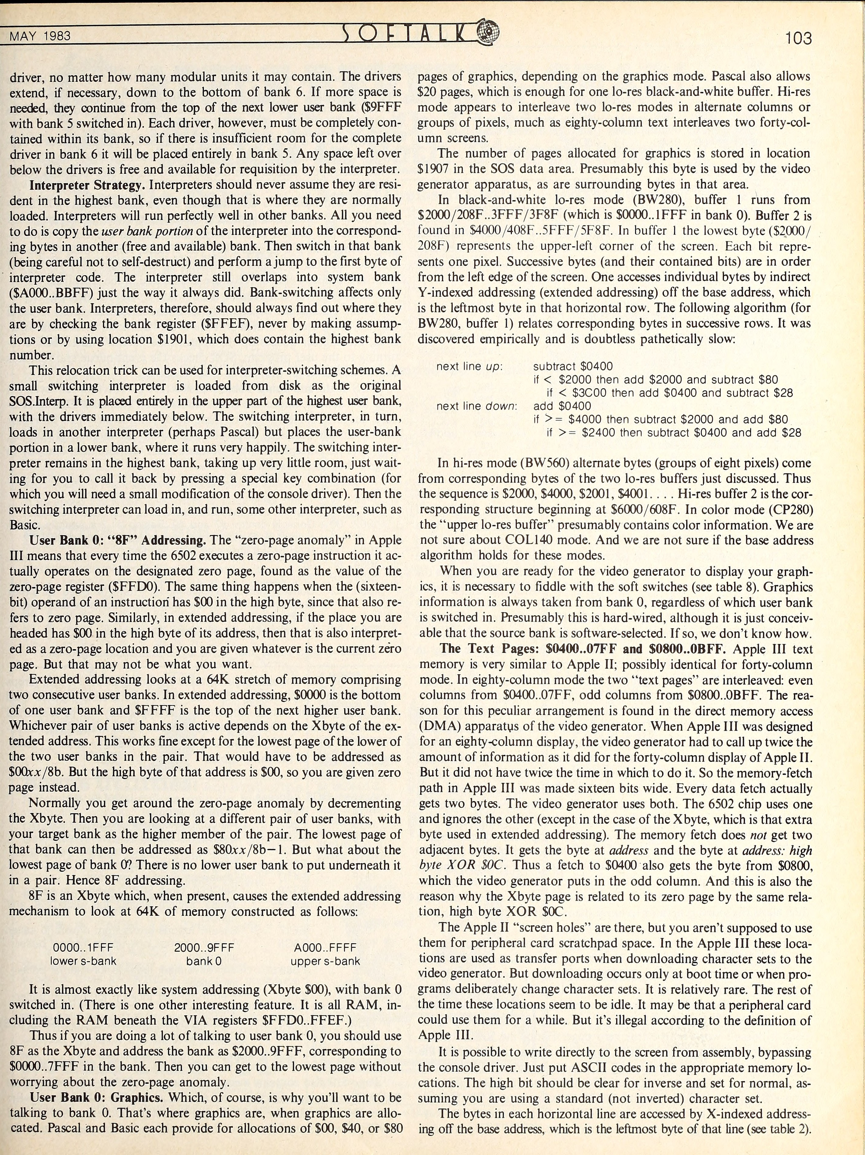 MAY 1983
SOFTALK
103
driver, no matter how many modular units it may contain. The drivers
extend, if necessary, down to the bottom of bank 6. If more space is
needed, they continue from the top of the next lower user bank ($9FFF
with bank 5 switched in). Each driver, however, must be completely con-
tained within its bank, so if there is insufficient room for the complete
driver in bank 6 it will be placed entirely in bank 5. Any space left over
below the drivers is free and available for requisition by the interpreter.
Interpreter Strategy. Interpreters should never assume they are resi-
dent in the highest bank, even though that is where they are normally
loaded. Interpreters will run perfectly well in other banks. All you need
to do is copy the user bank portion of the interpreter into the correspond-
ing bytes in another (free and available) bank. Then switch in that bank
(being careful not to self-destruct) and perform a jump to the first byte of
interpreter code. The interpreter still overlaps into system bank
($A000..BBFF) just the way it always did. Bank-switching affects only
the user bank. Interpreters, therefore, should always find out where they
are by checking the bank register ($FFEF), never by making assump-
tions or by using location $1901, which does contain the highest bank
number.
This relocation trick can be used for interpreter-switching schemes. A
small switching interpreter is loaded from disk as the original
SOS.Interp. It is placed entirely in the upper part of the highest user bank,
with the drivers immediately below. The switching interpreter, in turn,
loads in another interpreter (perhaps Pascal) but places the user-bank
portion in a lower bank, where it runs very happily. The switching inter-
preter remains in the highest bank, taking up very little room, just wait-
ing for you to call it back by pressing a special key combination (for
which you will need a small modification of the console driver). Then the
switching interpreter can load in, and run, some other interpreter, such as
Basic.
User Bank 0: "8F" Addressing. The "zero-page anomaly" in Apple
III means that every time the 6502 executes a zero-page instruction it ac-
tually operates on the designated zero page, found as the value of the
zero-page register ($FFD0). The same thing happens when the (sixteen-
bit) operand of an instruction has $00 in the high byte, since that also re-
fers to zero page. Similarly, in extended addressing, if the place you are
headed has $00 in the high byte of its address, then that is also interpret-
ed as a zero-page location and you are given whatever is the current zero
page. But that may not be what you want.
Extended addressing looks at a 64K stretch of memory comprising
two consecutive user banks. In extended addressing, $0000 is the bottom
of one user bank and $FFFF is the top of the next higher user bank.
Whichever pair of user banks is active depends on the Xbyte of the ex-
tended address. This works fine except for the lowest page of the lower of
the two user banks in the pair. That would have to be addressed as
$00xx/8b. But the high byte of that address is $00, so you are given zero
page instead.
Normally you get around the zero-page anomaly by decrementing
the Xbyte. Then you are looking at a different pair of user banks, with
your target bank as the higher member of the pair. The lowest page of
that bank can then be addressed as $80xx/8b−1. But what about the
lowest page of bank 0? There is no lower user bank to put underneath it
in a pair. Hence 8F addressing.
8F is an Xbyte which, when present, causes the extended addressing
mechanism to look at 64K of memory constructed as follows:
0000..1FFF 2000..9FFF A000..FFFF
lower s-bank bank 0 upper s-bank
It is almost exactly like system addressing (Xbyte $00), with bank 0
switched in. (There is one other interesting feature. It is all RAM, in-
cluding the RAM beneath the VIA registers $FFD0..FFEF.)
Thus if you are doing a lot of talking to user bank 0, you should use
8F as the Xbyte and address the bank as $2000..9FFF, corresponding to
$0000..7FFF in the bank. Then you can get to the lowest page without
worrying about the zero-page anomaly.
User Bank 0: Graphics. Which, of course, is why you'll want to be
talking to bank 0. That's where graphics are, when graphics are allo-
cated. Pascal and Basic each provide for allocations of $00, $40, or $80
pages of graphics, depending on the graphics mode. Pascal also allows
$20 pages, which is enough for one lo-res black-and-white buffer. Hi-res
mode appears to interleave two lo-res modes in alternate columns or
groups of pixels, much as eighty-column text interleaves two forty-col-
umn screens.
The number of pages allocated for graphics is stored in location
$1907 in the SOS data area. Presumably this byte is used by the video
generator apparatus, as are surrounding bytes in that area.
In black-and-white lo-res mode (BW280), buffer 1 runs from
$2000/208F..3FFF/3F8F (which is $0000..1FFF in bank 0). Buffer 2 is
found in $4000/408F..5FFF/5F8F. In buffer 1 the lowest byte ($2000/
208F) represents the upper-left corner of the screen. Each bit repre-
sents one pixel. Successive bytes (and their contained bits) are in order
from the left edge of the screen. One accesses individual bytes by indirect
Y-indexed addressing (extended addressing) off the base address, which
is the leftmost byte in that horizontal row. The following algorithm (for
BW280, buffer 1) relates corresponding bytes in successive rows. It was
discovered empirically and is doubtless pathetically slow:
next line up: subtract $0400
if < $2000 then add $2000 and subtract $80
if < $3C00 then add $0400 and subtract $28
next line down: add $0400
if >= $4000 then subtract $2000 and add $80
if >= $2400 then subtract $0400 and add $28
In hi-res mode (BW560) alternate bytes (groups of eight pixels) come
from corresponding bytes of the two lo-res buffers just discussed. Thus
the sequence is $2000, $4000, $2001, $4001. . . . Hi-res buffer 2 is the cor-
responding structure beginning at $6000/608F. In color mode (CP280)
the "upper lo-res buffer" presumably contains color information. We are
not sure about COL140 mode. And we are not sure if the base address
algorithm holds for these modes.
When you are ready for the video generator to display your graph-
ics, it is necessary to fiddle with the soft switches (see table 8). Graphics
information is always taken from bank 0, regardless of which user bank
is switched in. Presumably this is hard-wired, although it is just conceiv-
able that the source bank is software-selected. If so, we don't know how.
The Text Pages: $0400..07FF and $0800..0BFF. Apple III text
memory is very similar to Apple II; possibly identical for forty-column
mode. In eighty-column mode the two "text pages" are interleaved: even
columns from $0400..07FF, odd columns from $0800..0BFF. The rea-
son for this peculiar arrangement is found in the direct memory access
(DMA) apparatus of the video generator. When Apple III was designed
for an eighty-column display, the video generator had to call up twice the
amount of information as it did for the forty-column display of Apple II.
But it did not have twice the time in which to do it. So the memory-fetch
path in Apple III was made sixteen bits wide. Every data fetch actually
gets two bytes. The video generator uses both. The 6502 chip uses one
and ignores the other (except in the case of the Xbyte, which is that extra
byte used in extended addressing). The memory fetch does not get two
adjacent bytes. It gets the byte at address and the byte at address: high
byte XOR $0C. Thus a fetch to $0400 also gets the byte from $0800,
which the video generator puts in the odd column. And this is also the
reason why the Xbyte page is related to its zero page by the same rela-
tion, high byte XOR $0C.
The Apple II "screen holes" are there, but you aren't supposed to use
them for peripheral card scratchpad space. In the Apple III these loca-
tions are used as transfer ports when downloading character sets to the
video generator. But downloading occurs only at boot time or when pro-
grams deliberately change character sets. It is relatively rare. The rest of
the time these locations seem to be idle. It may be that a peripheral card
could use them for a while. But it's illegal according to the definition of
Apple III.
It is possible to write directly to the screen from assembly, bypassing
the console driver. Just put ASCII codes in the appropriate memory lo-
cations. The high bit should be clear for inverse and set for normal, as-
suming you are using a standard (not inverted) character set.
The bytes in each horizontal line are accessed by X-indexed address-
ing off the base address, which is the leftmost byte of that line (see table 2).